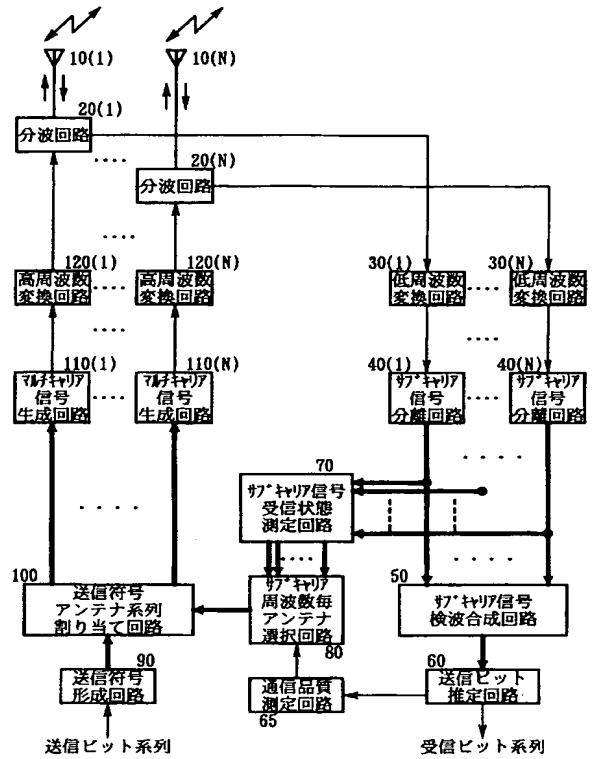 10(1)
10(N)
20(1)
分波回路
20(N)
分波回路
120(1)
120(N)
30(1)
30(N)
高周波数
変換回路
高周波数
変換回路
低周波数
変換回路
低周波数
変換回路
110(1)
110(N)
40(1)
40(N)
ﾏﾙﾁｷｬﾘｱ
信号
生成回路
ﾏﾙﾁｷｬﾘｱ
信号
生成回路
ｻﾌﾞｷｬﾘｱ
信号
分離回路
ｻﾌﾞｷｬﾘｱ
信号
分離回路
70
ｻﾌﾞｷｬﾘｱ信号
受信状態
測定回路
100
送信符号
アンテナ系列
割り当て回路
ｻﾌﾞｷｬﾘｱ
周波数毎
アンテナ
選択回路
80
50
ｻﾌﾞｷｬﾘｱ信号
検波合成回路
90
送信符号
形成回路
通信品質
測定回路
65
60
送信ビット
推定回路
送信ビット系列
受信ビット系列